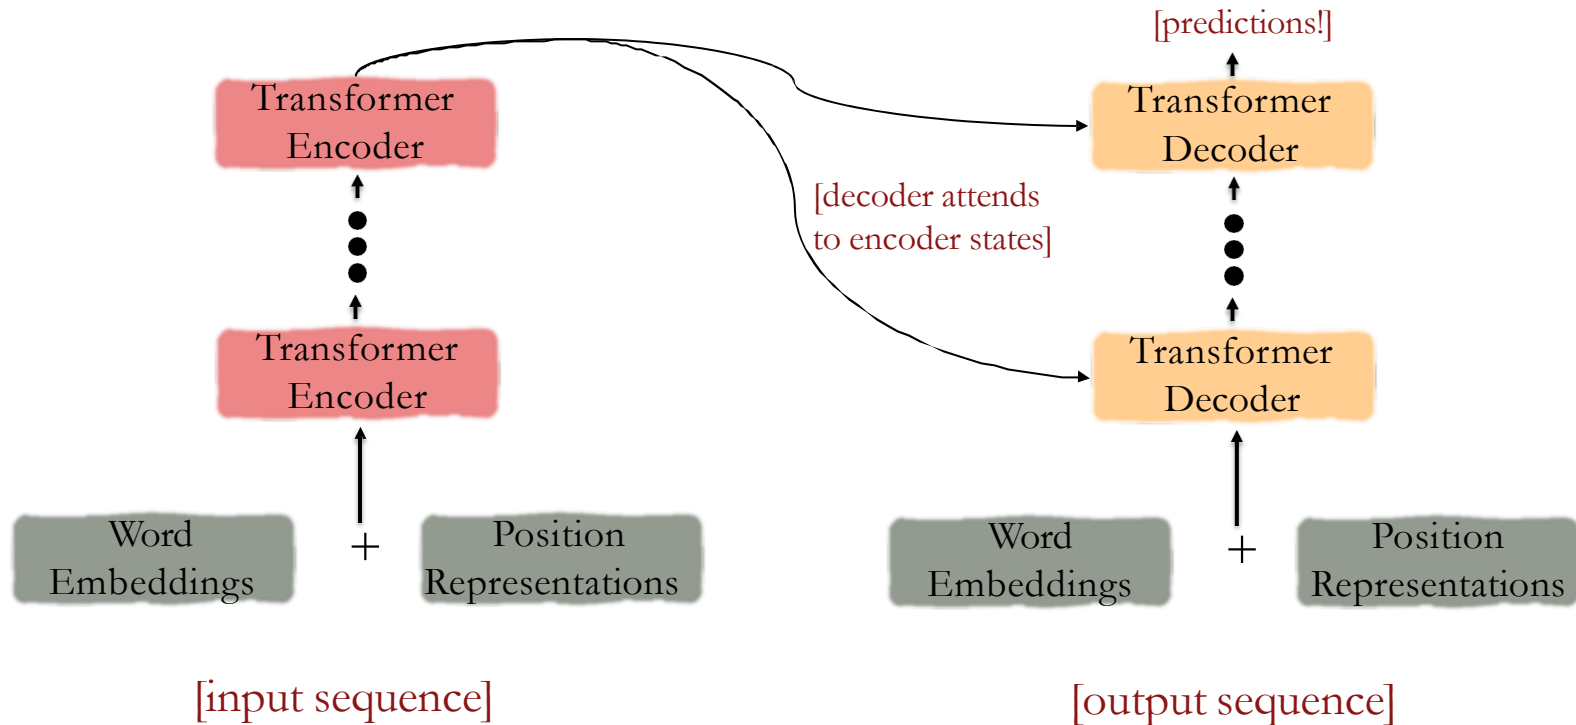 [predictions!]
Transformer
Encoder
Transformer
Decoder
[decoder attends
to encoder states]
Transformer
Encoder
Transformer
Decoder
Word
Embeddings
+
Position
Representations
Word
Embeddings
+
Position
Representations
[input sequence]
[output sequence]